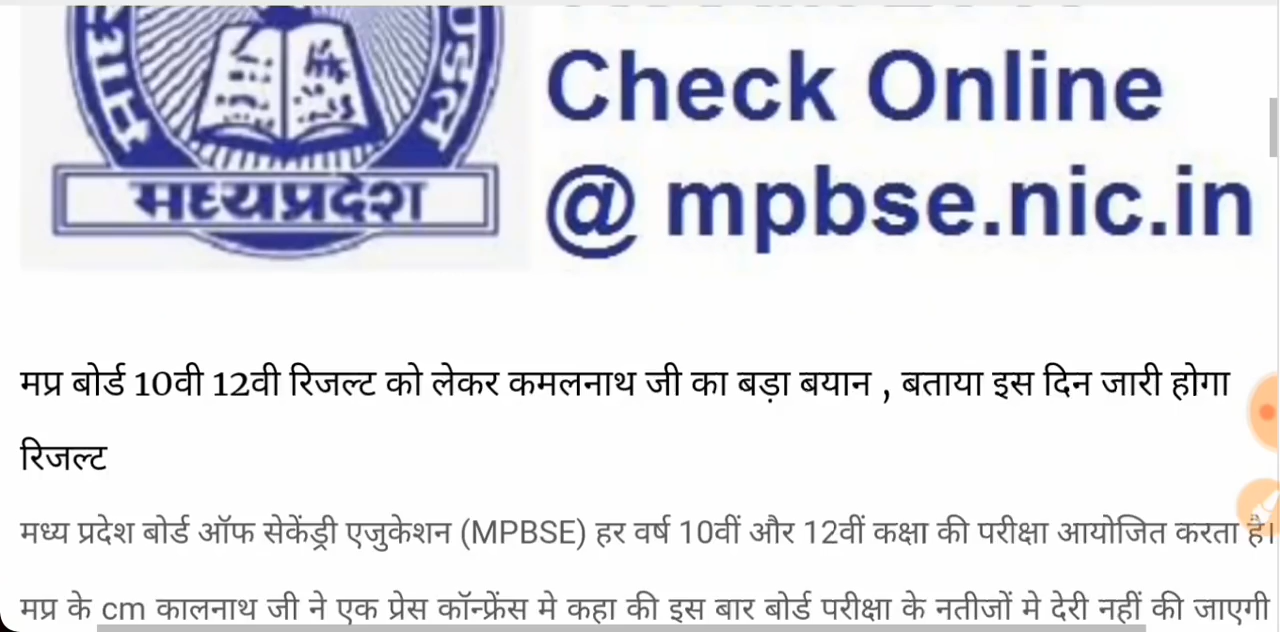 Check Online
मध्यप्रदेश
@ mpbse.nic.in
मप्र बोर्ड 10वी 12वी रिजल्ट को लेकर कमलनाथ जी का बड़ा बयान , बताया इस दिन जारी होगा
रिजल्ट
मध्य प्रदेश बोर्ड ऑफ सेकेंड्री एजुकेशन (MPBSE) हर वर्ष 10वीं और 12वीं कक्षा की परीक्षा आयोजित करता है।
मप्र के cm कालनाथ जी ने एक प्रेस कॉन्फ्रेंस मे कहा की इस बार बोर्ड परीक्षा के नतीजों मे देरी नहीं की जाएगी